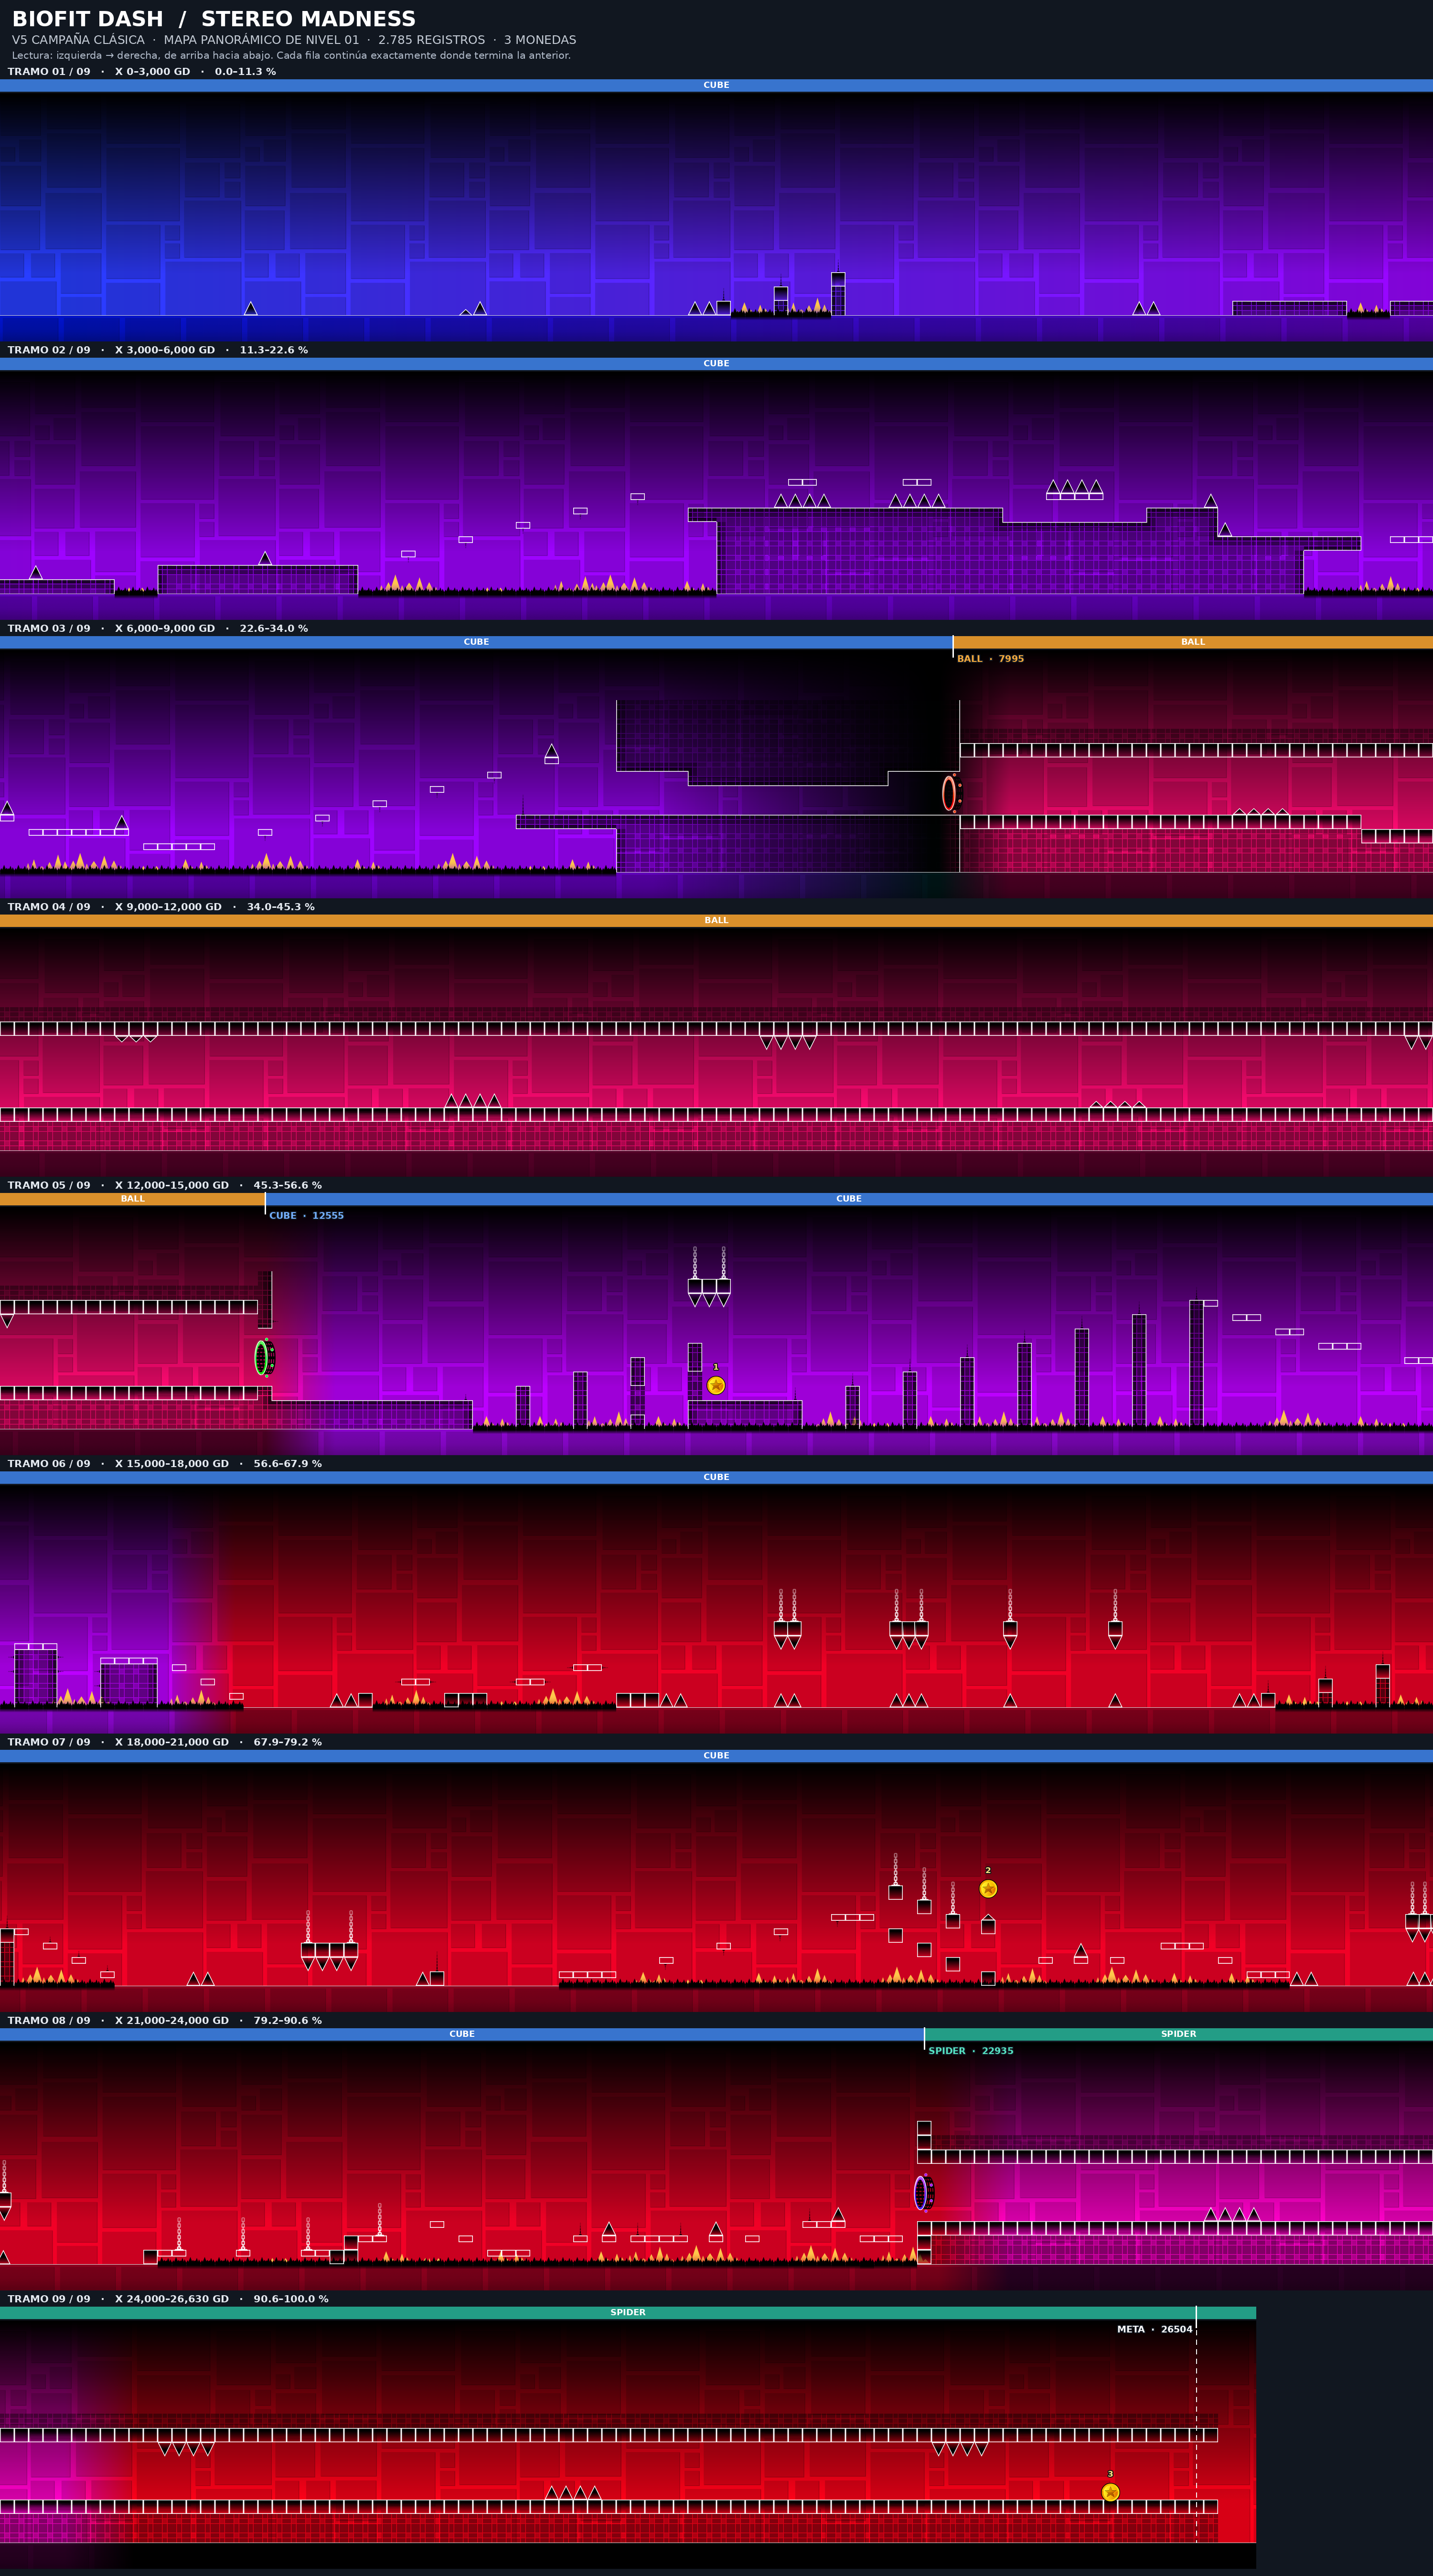 BIOFIT DASH / STEREO MADNESS
V5 CAMPAÑA CLÁSICA · MAPA PANORÁMICO DE NIVEL 01 · 2.785 REGISTROS · 3 MONEDAS
Lectura: izquierda → derecha, de arriba hacia abajo. Cada fila continúa exactamente donde termina la anterior.
TRAMO 01 / 09 · X 0–3,000 GD · 0.0–11.3 %
CUBE
TRAMO 02 / 09 · X 3,000–6,000 GD · 11.3–22.6 %
CUBE
TRAMO 03 / 09 · X 6,000–9,000 GD · 22.6–34.0 %
CUBE BALL
BALL · 7995
TRAMO 04 / 09 · X 9,000–12,000 GD · 34.0–45.3 %
BALL
TRAMO 05 / 09 · X 12,000–15,000 GD · 45.3–56.6 %
BALL CUBE
CUBE · 12555
1
TRAMO 06 / 09 · X 15,000–18,000 GD · 56.6–67.9 %
CUBE
TRAMO 07 / 09 · X 18,000–21,000 GD · 67.9–79.2 %
CUBE
2
TRAMO 08 / 09 · X 21,000–24,000 GD · 79.2–90.6 %
CUBE SPIDER
SPIDER · 22935
TRAMO 09 / 09 · X 24,000–26,630 GD · 90.6–100.0 %
SPIDER
META · 26504
3